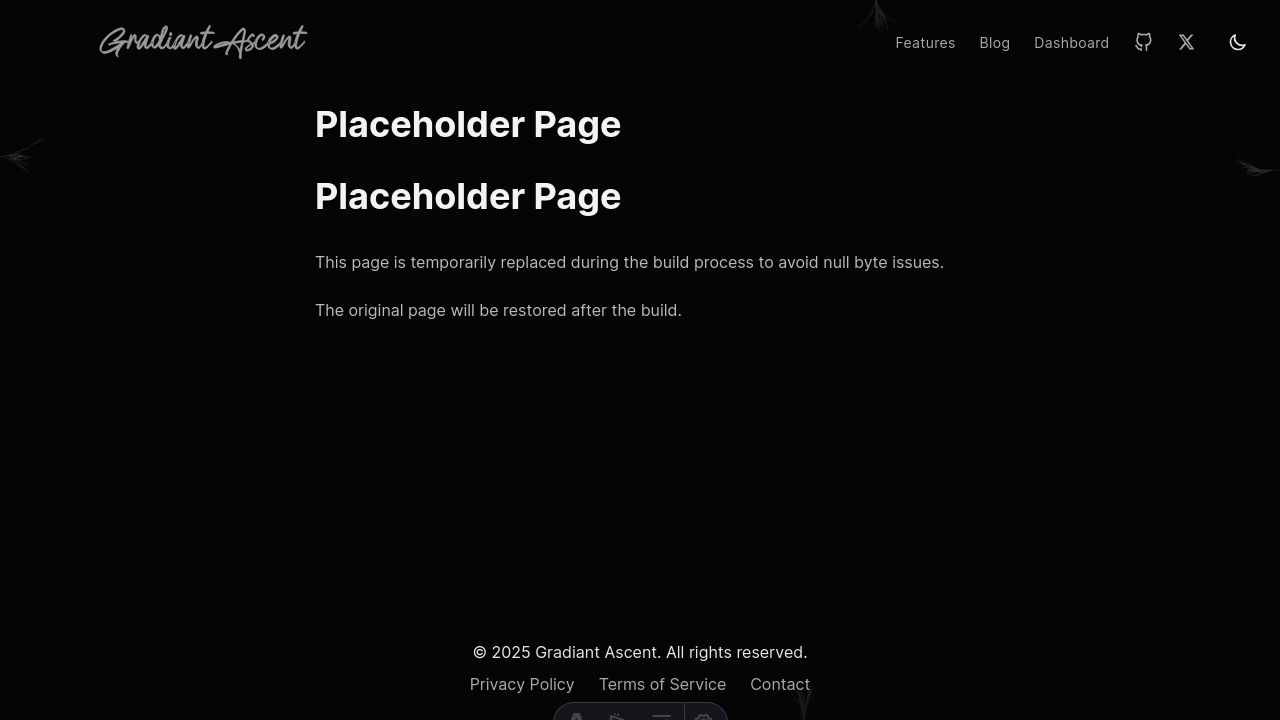 Gradiant Ascent
Features Blog Dashboard
Placeholder Page
Placeholder Page
This page is temporarily replaced during the build process to avoid null byte issues.
The original page will be restored after the build.
© 2025 Gradiant Ascent. All rights reserved.
Privacy Policy Terms of Service Contact